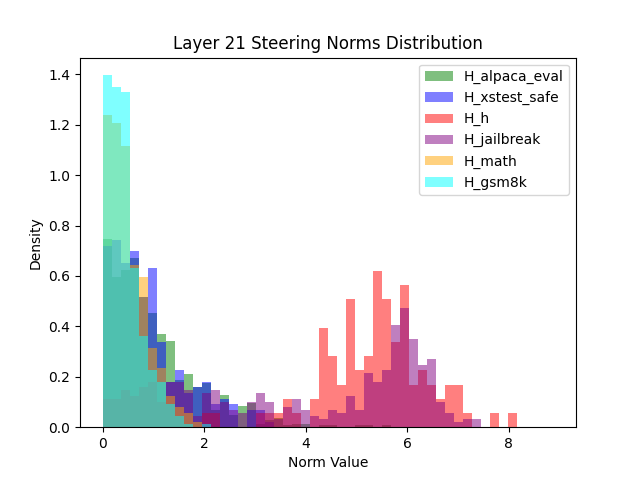 Layer 21 Steering Norms Distribution
H_alpaca_eval
H_xstest_safe
H_h
H_jailbreak
H_math
H_gsm8k
Density
1.4
1.2
1.0
0.8
0.6
0.4
0.2
0.0
0
2
4
6
8
Norm Value